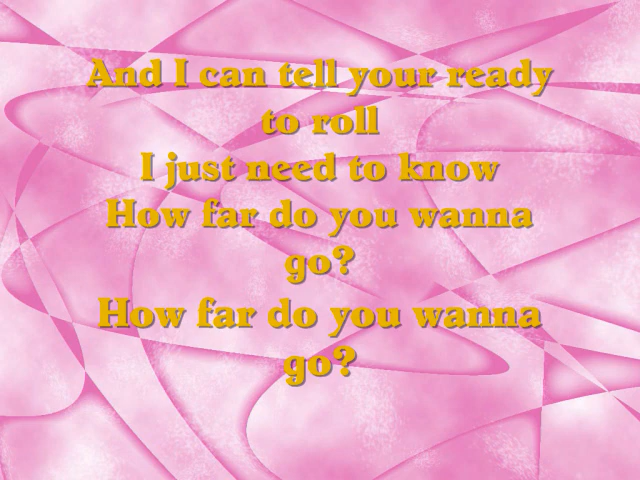 And I can tell your ready
to roll
I just need to know
How far do you wanna
go?
How far do you wanna
go?